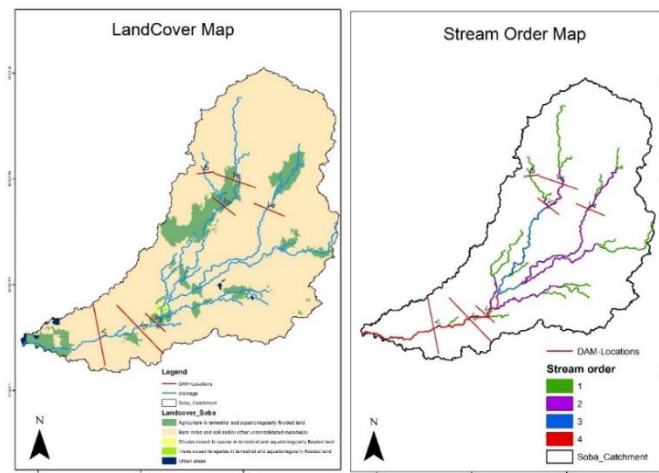 LandCover Map
N
Legend
DAM-Locations
drainage
Soba_Catchment
Landcover_Soba
Agriculture in terrestrial and aquatic/regularly flooded land
Bare rocks and soil and/or other unconsolidated material(s)
Shrubs closed to sparse in terrestrial and aquatic/regularly flooded land
Trees closed to sparse in terrestrial and aquatic/regularly flooded land
Urban areas
Stream Order Map
N
DAM-Locations
Stream order
1
2
3
4
Soba_Catchment